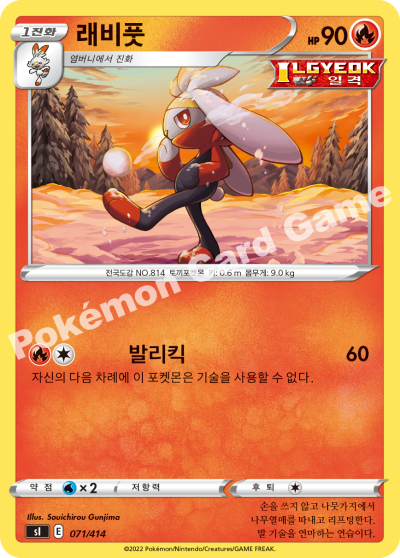 1진화
래비풋
HP 90
염버니에서 진화
ILGYEOK
일격
전국도감 NO.814 토끼포켓몬 키: 0.6 m 몸무게: 9.0 kg
Pokémon Card Game
발리킥 60
자신의 다음 차례에 이 포켓몬은 기술을 사용할 수 없다.
약점 ×2 저항력 후퇴
Illus. Souichirou Gunjima
sI E 071/414
손을 쓰지 않고 나뭇가지에서
나무열매를 따내고 리프팅한다.
발 기술을 연마하는 연습이다.
©2022 Pokémon/Nintendo/Creatures/GAME FREAK.